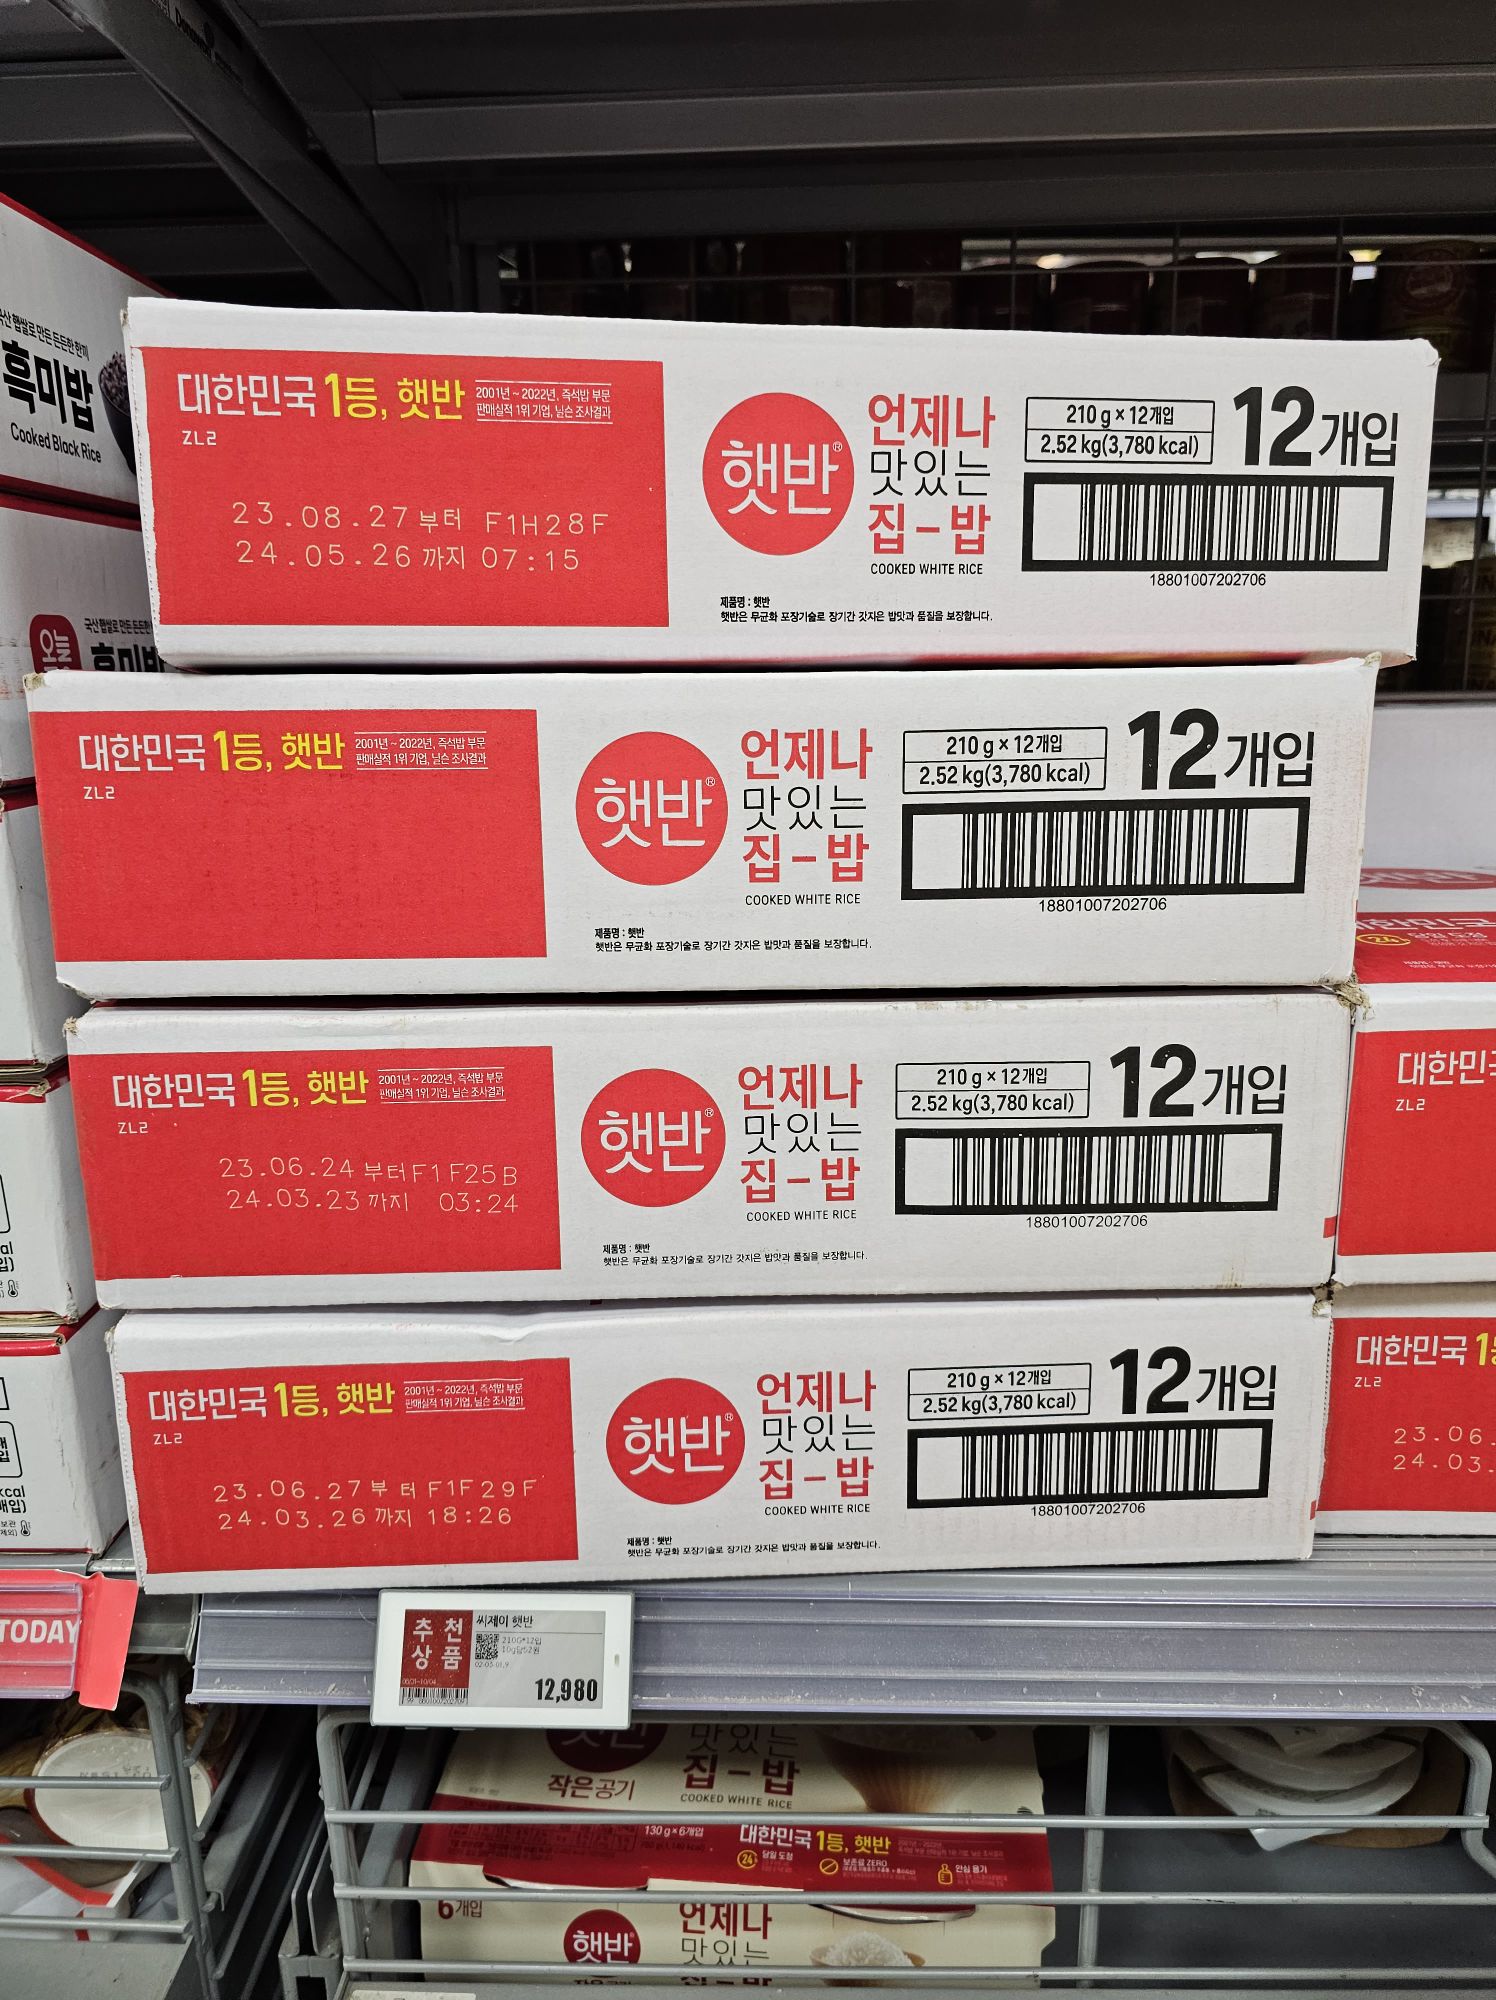 흑미밥
Cooked Black Rice
대한민국 1등, 햇반
2001년 ~ 2022년, 즉석밥 부문
판매실적 1위 기업, 닐슨 조사결과
ZL2
23.08.27 부터 F1H28F
24.05.26 까지 07:15
햇반®
언제나
맛있는
집-밥
COOKED WHITE RICE
제품명 : 햇반
햇반은 무균화 포장기술로 장기간 갓지은 밥맛과 품질을 보장합니다.
210 g × 12개입
2.52 kg(3,780 kcal)
12개입
18801007202706
대한민국 1등, 햇반
2001년 ~ 2022년, 즉석밥 부문
판매실적 1위 기업, 닐슨 조사결과
ZL2
햇반®
언제나
맛있는
집-밥
COOKED WHITE RICE
제품명 : 햇반
햇반은 무균화 포장기술로 장기간 갓지은 밥맛과 품질을 보장합니다.
210 g × 12개입
2.52 kg(3,780 kcal)
12개입
18801007202706
대한민국 1등, 햇반
2001년 ~ 2022년, 즉석밥 부문
판매실적 1위 기업, 닐슨 조사결과
ZL2
23.06.24 부터 F1F25B
24.03.23 까지 03:24
햇반®
언제나
맛있는
집-밥
COOKED WHITE RICE
제품명 : 햇반
햇반은 무균화 포장기술로 장기간 갓지은 밥맛과 품질을 보장합니다.
210 g × 12개입
2.52 kg(3,780 kcal)
12개입
18801007202706
대한민국
ZL2
대한민국 1등, 햇반
2001년 ~ 2022년, 즉석밥 부문
판매실적 1위 기업, 닐슨 조사결과
ZL2
23.06.27 부터 F1F29F
24.03.26 까지 18:26
햇반®
언제나
맛있는
집-밥
COOKED WHITE RICE
제품명 : 햇반
햇반은 무균화 포장기술로 장기간 갓지은 밥맛과 품질을 보장합니다.
210 g × 12개입
2.52 kg(3,780 kcal)
12개입
18801007202706
대한민국 1등
ZL2
23.06.
24.03.
TODAY
추천
상품
씨제이 햇반
210G*12입
12,980
맛있는
집-밥
작은공기
COOKED WHITE RICE
130 g × 6개입
대한민국 1등, 햇반
당일 도정
보존료 ZERO
안심 용기
6개입
햇반
언제나
맛있는